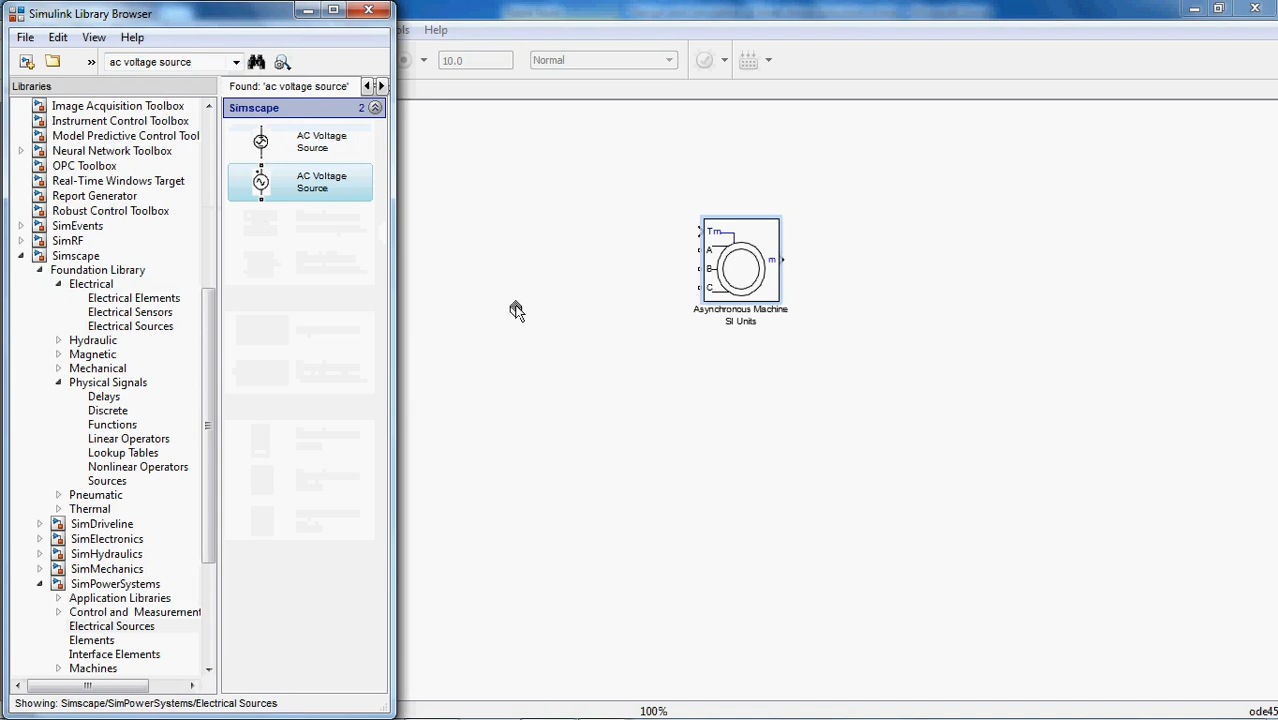 Simulink Library Browser
File Edit View Help
ols Help
» ac voltage source
10.0 Normal
Libraries
Found: 'ac voltage source'
Image Acquisition Toolbox
Instrument Control Toolbox
Model Predictive Control Tool
Neural Network Toolbox
OPC Toolbox
Real-Time Windows Target
Report Generator
Robust Control Toolbox
SimEvents
SimRF
Simscape
Foundation Library
Electrical
Electrical Elements
Electrical Sensors
Electrical Sources
Hydraulic
Magnetic
Mechanical
Physical Signals
Delays
Discrete
Functions
Linear Operators
Lookup Tables
Nonlinear Operators
Sources
Pneumatic
Thermal
SimDriveline
SimElectronics
SimHydraulics
SimMechanics
SimPowerSystems
Application Libraries
Control and Measurement
Electrical Sources
Elements
Interface Elements
Machines
Simscape 2
AC Voltage
Source
AC Voltage
Source
Tm
A
B
C
m
Asynchronous Machine
SI Units
Showing: Simscape/SimPowerSystems/Electrical Sources
100%
ode45